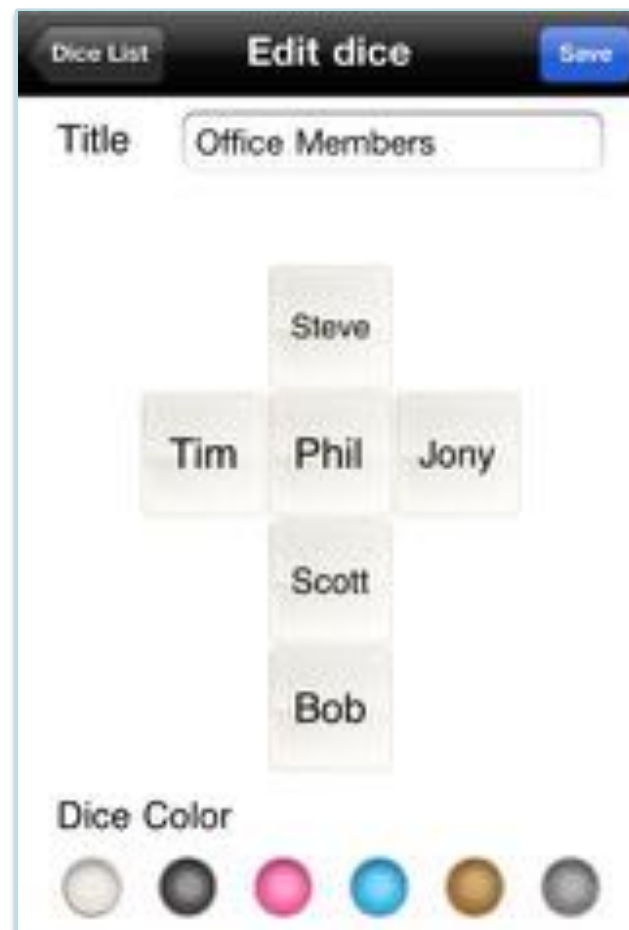 Dice List Edit dice Save
Title Office Members
Steve
Tim Phil Jony
Scott
Bob
Dice Color